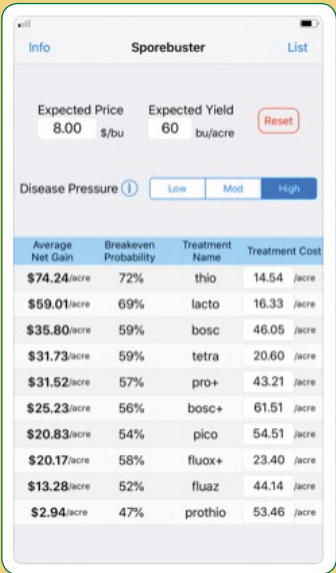 Info Sporebuster List
Expected Price Expected Yield
8.00 $/bu 60 bu/acre Reset
Disease Pressure i Low Mod High
Average Breakeven Treatment Treatment Cost
Net Gain Probability Name
$74.24/acre 72% thio 14.54 /acre
$59.01/acre 69% lacto 16.33 /acre
$35.80/acre 59% bosc 46.05 /acre
$31.73/acre 59% tetra 20.60 /acre
$31.52/acre 57% pro+ 43.21 /acre
$25.23/acre 56% bosc+ 61.51 /acre
$20.83/acre 54% pico 54.51 /acre
$20.17/acre 58% fluox+ 23.40 /acre
$13.28/acre 52% fluaz 44.14 /acre
$2.94/acre 47% prothio 53.46 /acre